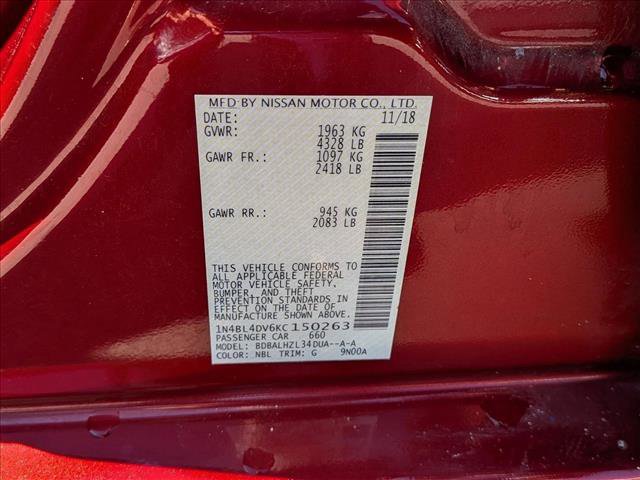 MFD BY NISSAN MOTOR CO., LTD.
DATE: 11/18
GVWR: 1963 KG
4328 LB
GAWR FR.: 1097 KG
2418 LB
GAWR RR.: 945 KG
2083 LB
THIS VEHICLE CONFORMS TO
ALL APPLICABLE FEDERAL
MOTOR VEHICLE SAFETY,
BUMPER, AND THEFT
PREVENTION STANDARDS IN
EFFECT ON THE DATE OF
MANUFACTURE SHOWN ABOVE.
1N4BL4DV6KC150263
PASSENGER CAR 660
MODEL: BDBALHZL34DUA--A-A
COLOR: NBL TRIM: G 9N00A